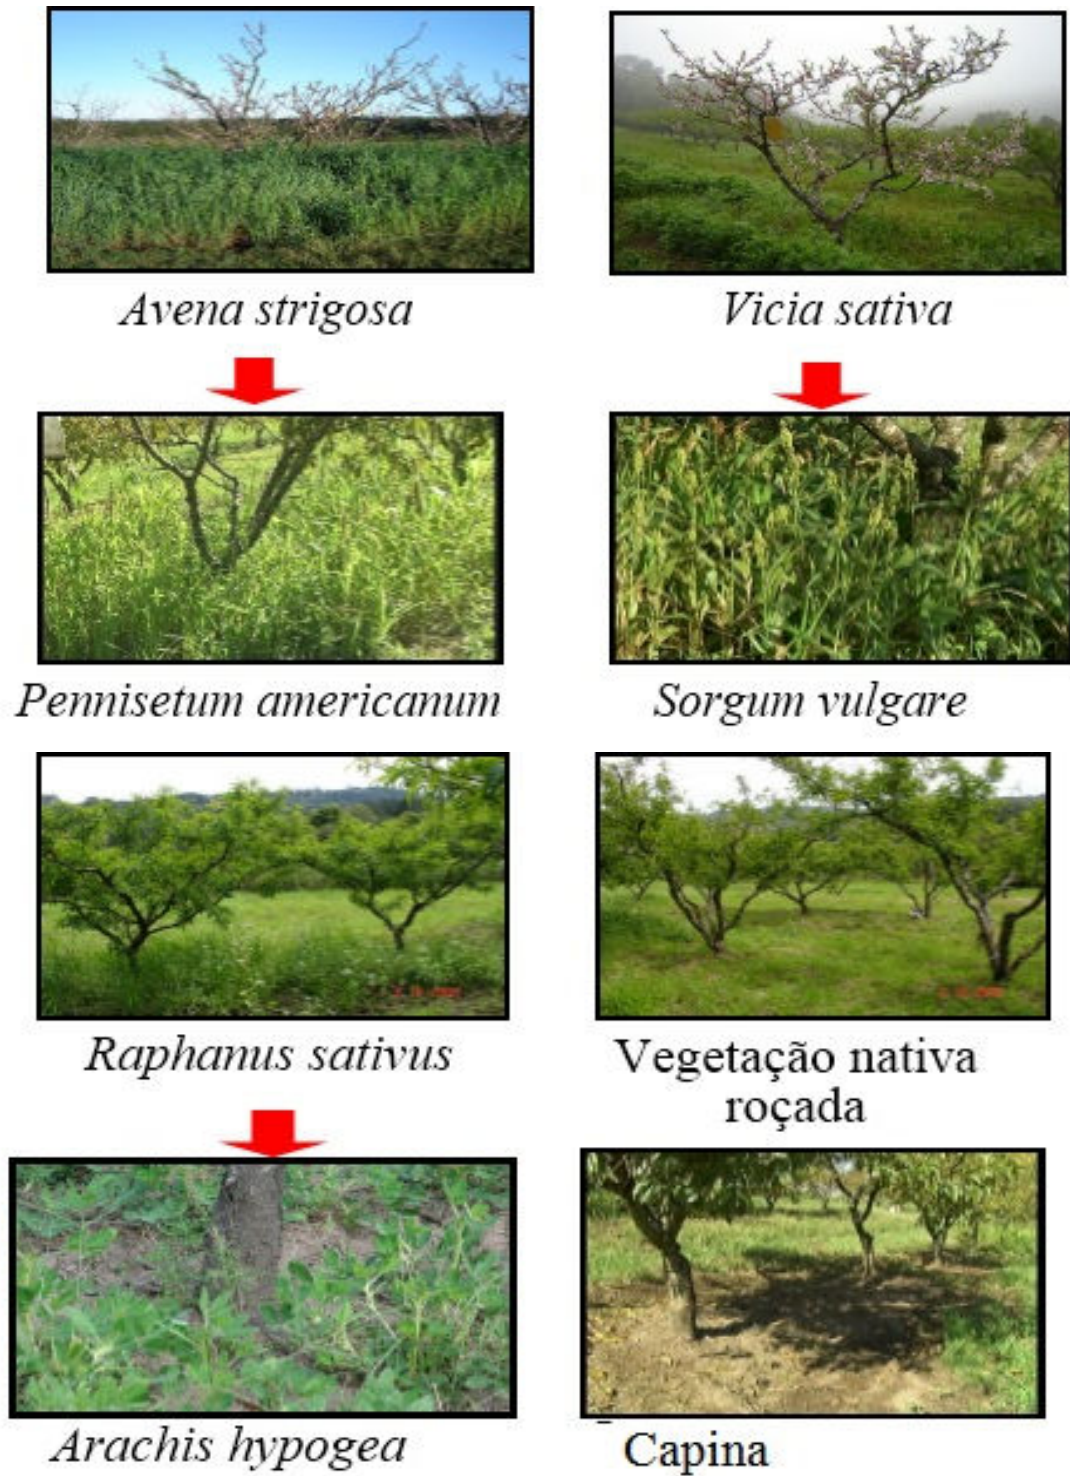 Avena strigosa
Vicia sativa
Pennisetum americanum
Sorgum vulgare
Raphanus sativus
Vegetação nativa
roçada
Arachis hypogea
Capina